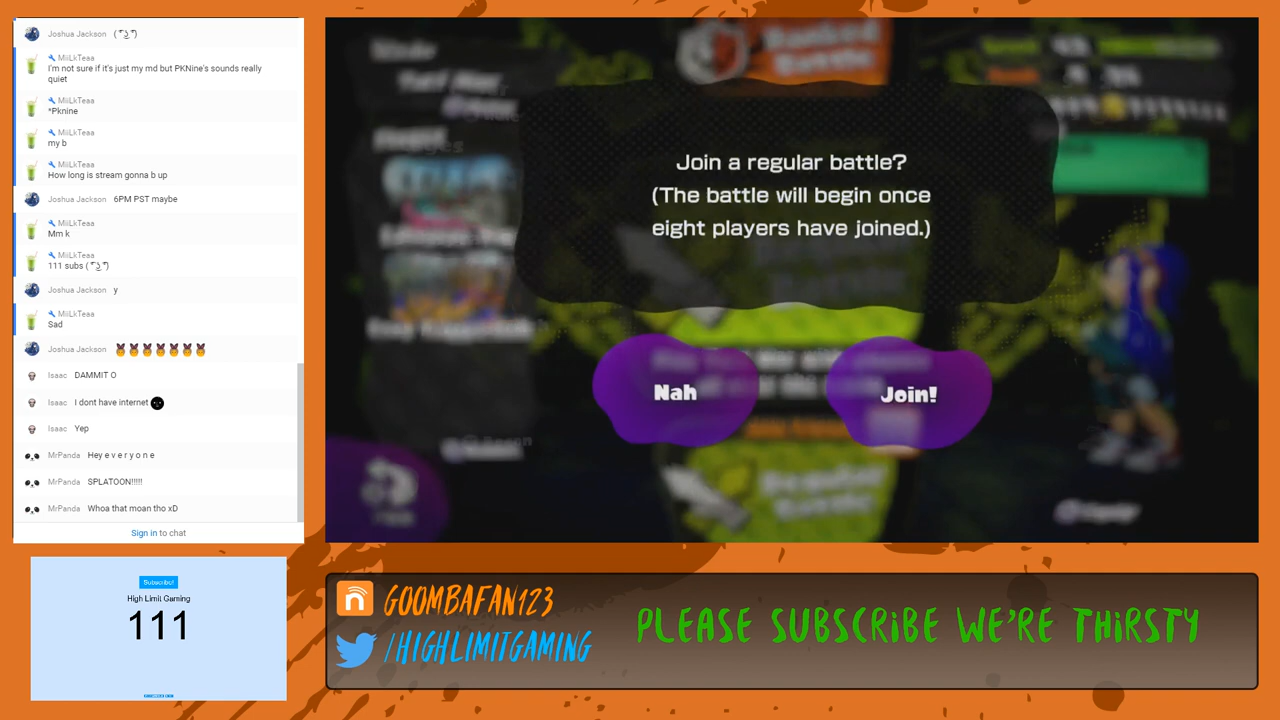 Joshua Jackson ( ͡° ͜ʖ ͡°)
MiiLkTeaa
I'm not sure if it's just my md but PKNine's sounds really
quiet
MiiLkTeaa
*Pknine
MiiLkTeaa
my b
MiiLkTeaa
How long is stream gonna b up
Joshua Jackson 6PM PST maybe
MiiLkTeaa
Mm k
MiiLkTeaa
111 subs ( ͡° ͜ʖ ͡°)
Joshua Jackson y
MiiLkTeaa
Sad
Joshua Jackson
Isaac DAMMIT O
Isaac I dont have internet
Isaac Yep
MrPanda Hey e v e r y o n e
MrPanda SPLATOON!!!!!
MrPanda Whoa that moan tho xD
Sign in to chat
Subscribe!
High Limit Gaming
111
Join a regular battle?
(The battle will begin once
eight players have joined.)
Nah
Join!
GOOMBAFAN123
/HIGHLIMITGAMING
PLEASE SUBSCRIBE WE'RE THIRSTY